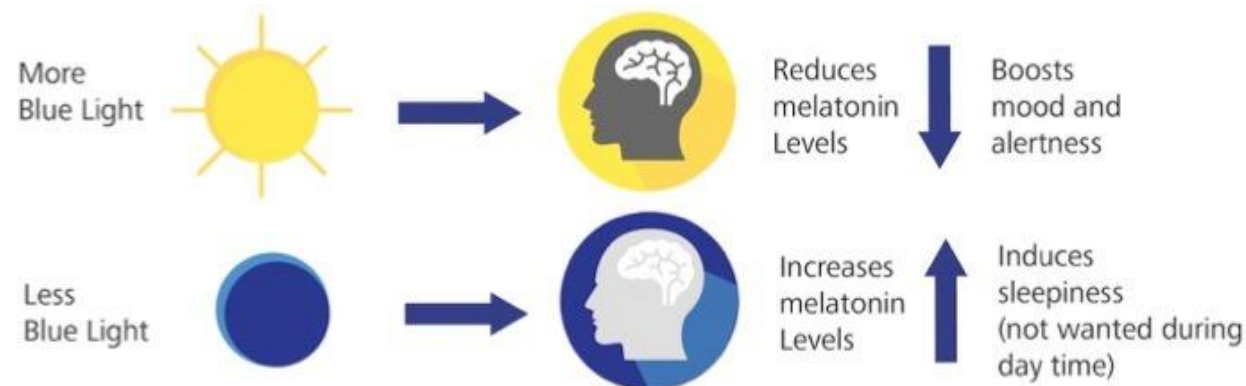 More
Blue Light
Reduces
melatonin
Levels
Boosts
mood and
alertness
Less
Blue Light
Increases
melatonin
Levels
Induces
sleepiness
(not wanted during
day time)